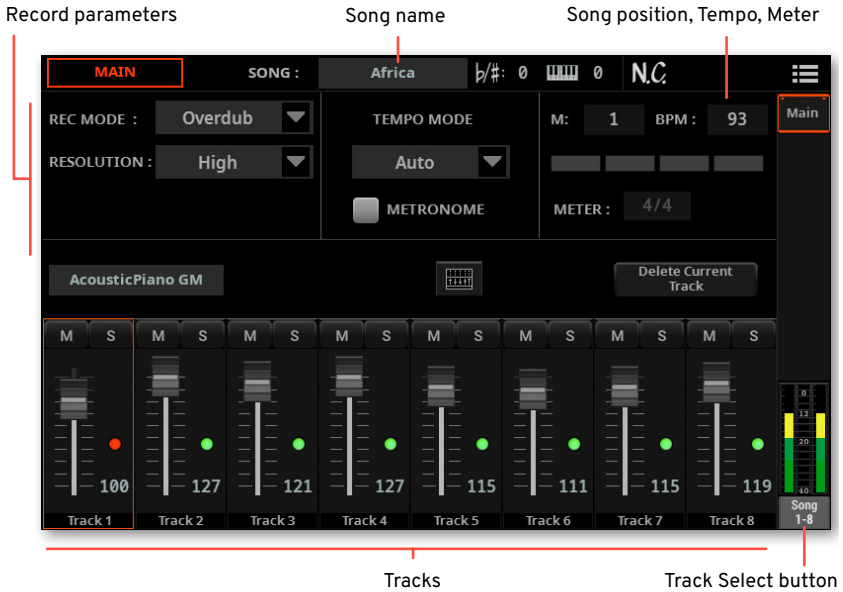 Record parameters
Song name
Song position, Tempo, Meter
MAIN
SONG :
Africa
♭/#: 0
0
N.C.
REC MODE :
Overdub
TEMPO MODE
M: 1
BPM : 93
Main
RESOLUTION :
High
Auto
METRONOME
METER :
4/4
AcousticPiano GM
Delete Current
Track
M S M S M S M S M S M S M S M S
0
12
20
40
100 127 121 127 115 111 115 119
Track 1 Track 2 Track 3 Track 4 Track 5 Track 6 Track 7 Track 8
Song
1-8
Tracks
Track Select button